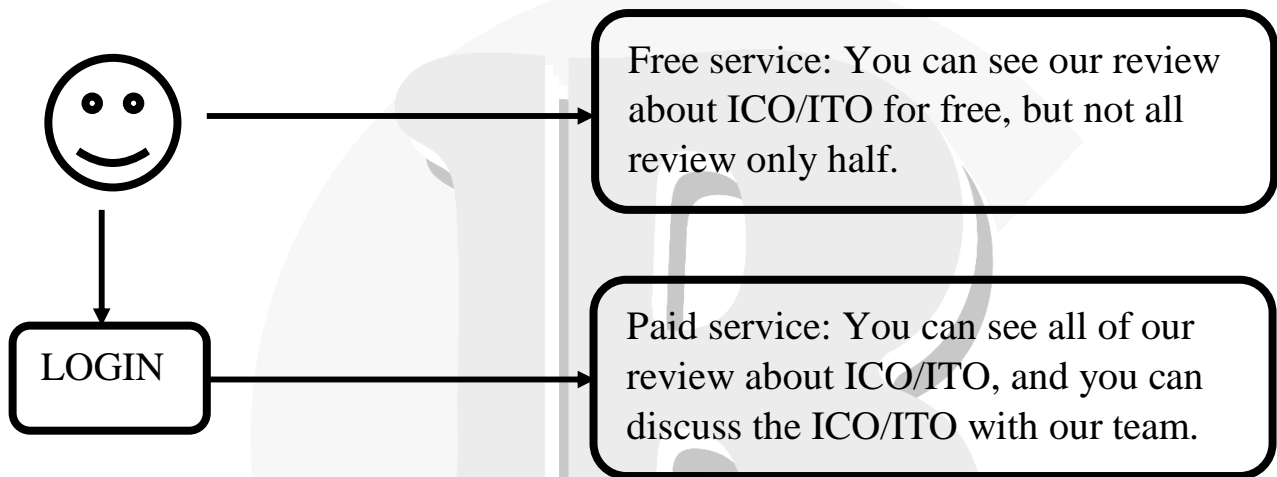 Free service: You can see our review
about ICO/ITO for free, but not all
review only half.
LOGIN
Paid service: You can see all of our
review about ICO/ITO, and you can
discuss the ICO/ITO with our team.